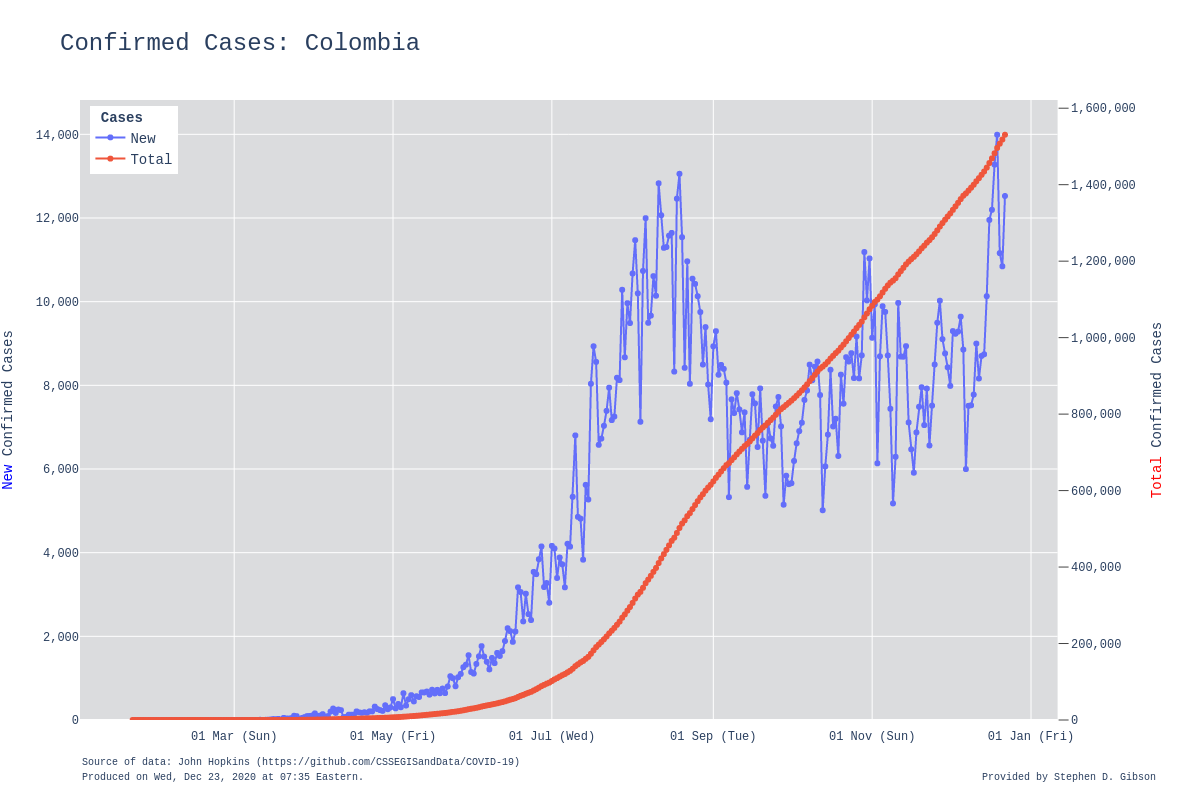 Confirmed Cases: Colombia
Cases
New
Total
14,000
12,000
10,000
8,000
6,000
4,000
2,000
0
New Confirmed Cases
1,600,000
1,400,000
1,200,000
1,000,000
800,000
600,000
400,000
200,000
0
Total Confirmed Cases
01 Mar (Sun)
01 May (Fri)
01 Jul (Wed)
01 Sep (Tue)
01 Nov (Sun)
01 Jan (Fri)
Source of data: John Hopkins (https://github.com/CSSEGISandData/COVID-19)
Produced on Wed, Dec 23, 2020 at 07:35 Eastern.
Provided by Stephen D. Gibson